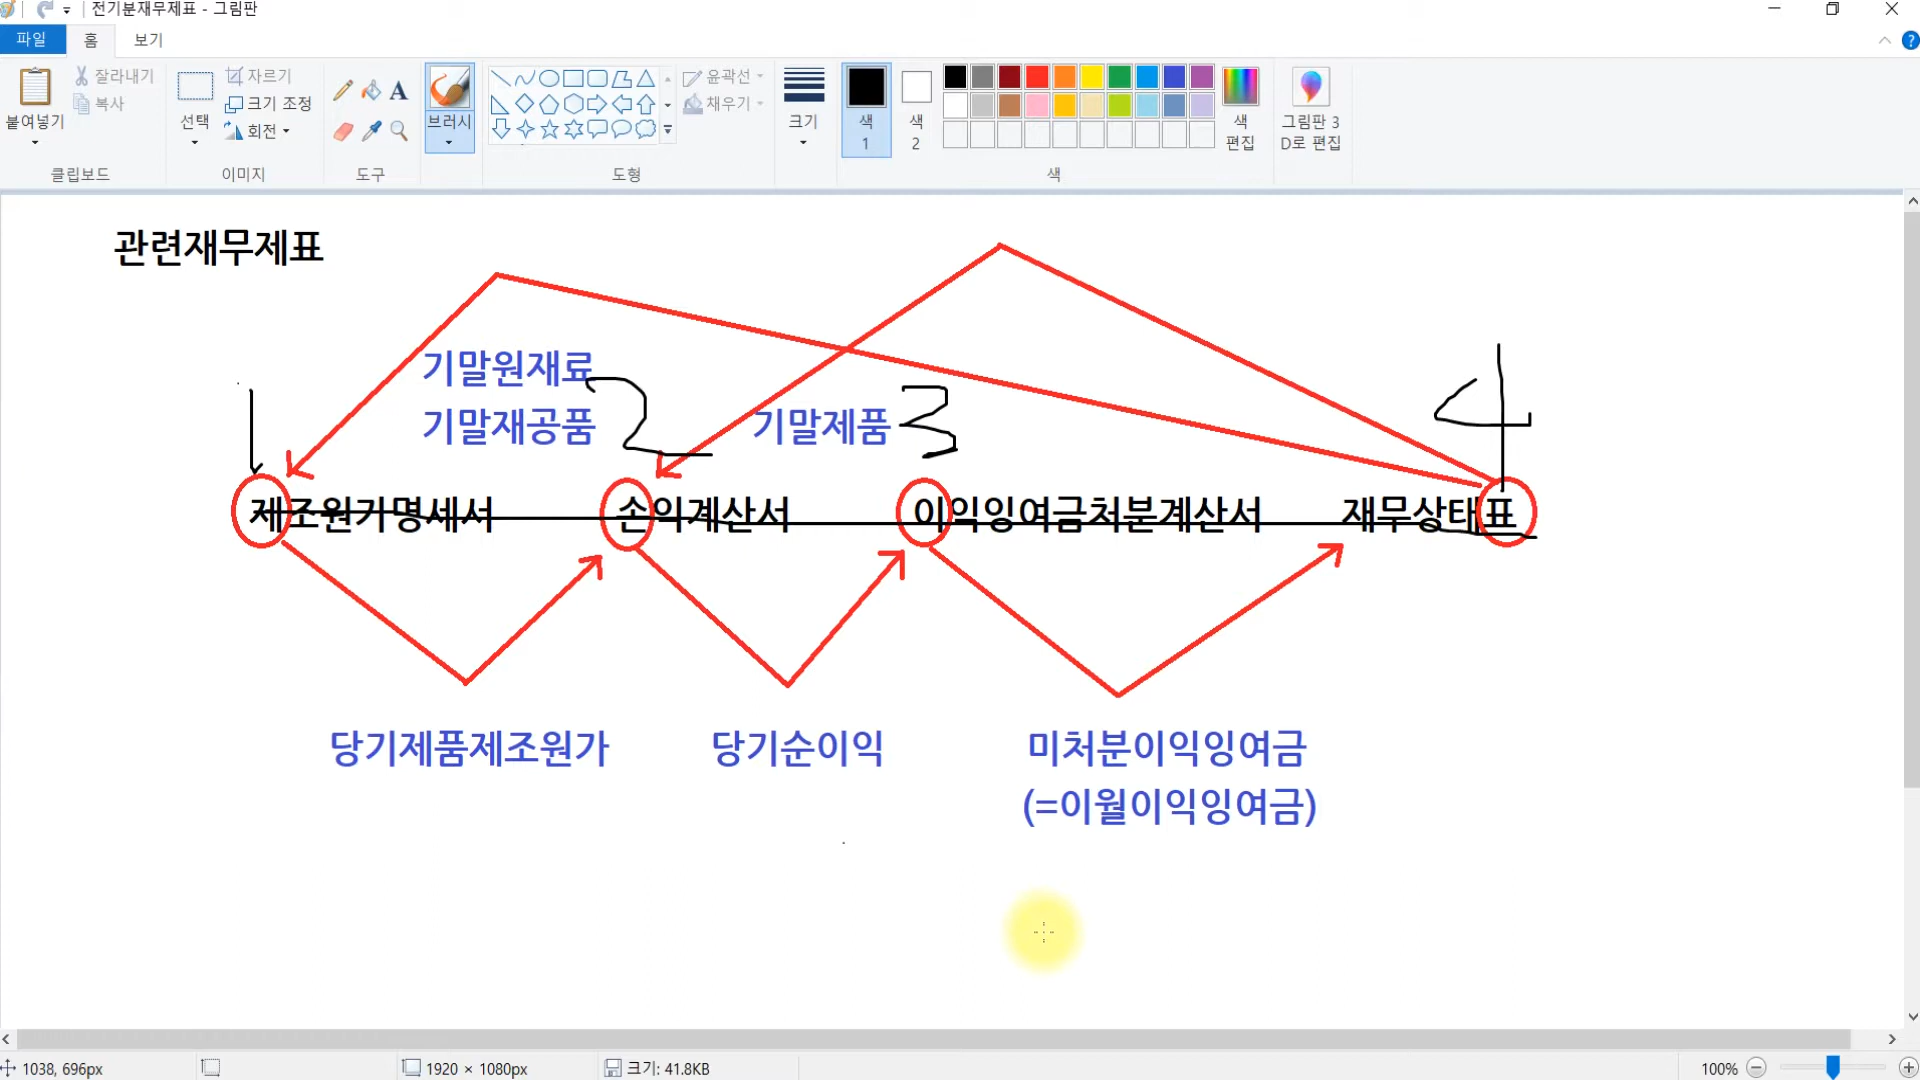 전기분재무제표 - 그림판
파일 홈 보기
붙여넣기
잘라내기
복사
클립보드
선택
자르기
크기 조정
회전
이미지
도구
브러시
도형
윤곽선
채우기
크기
색
1
색
2
색
편집
그림판 3
D로 편집
색
관련재무제표
기말원재료
기말재공품
기말제품
1 2 3 4
제조원가명세서 손익계산서 이익잉여금처분계산서 재무상태표
당기제품제조원가 당기순이익 미처분이익잉여금
(=이월이익잉여금)
1038, 696px 1920 × 1080px 크기: 41.8KB 100%